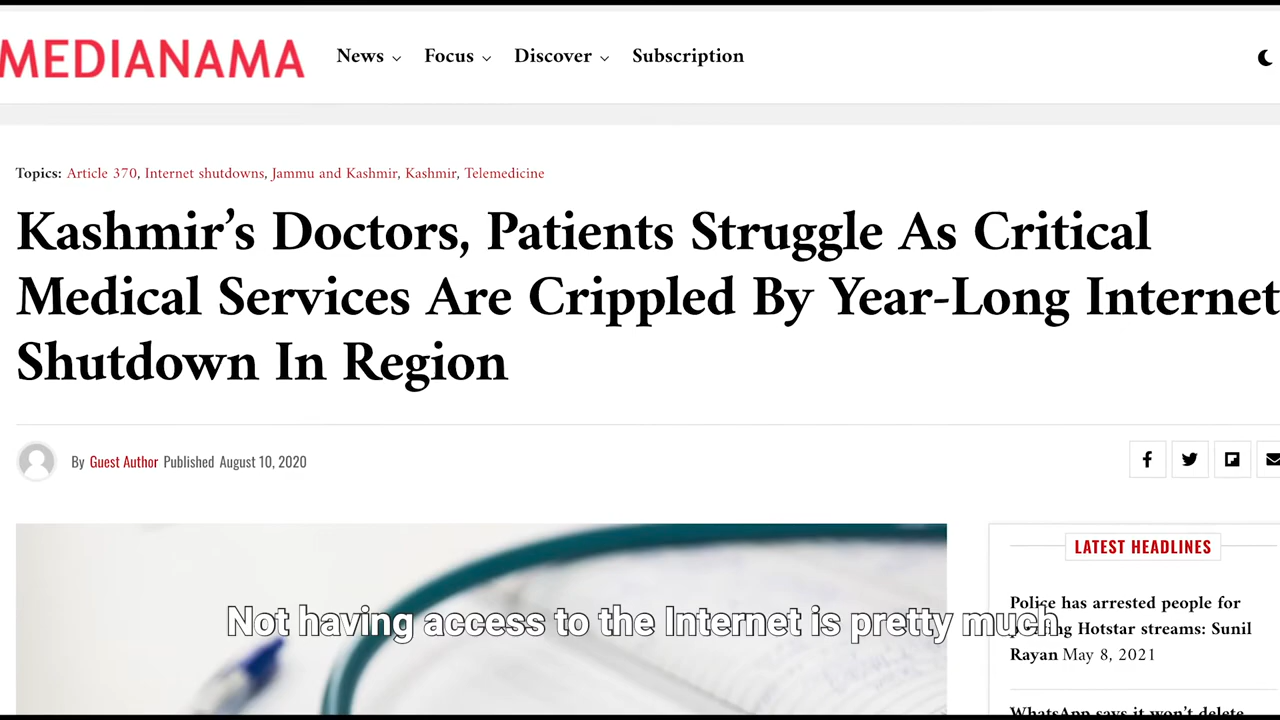 MEDIANAMA
News Focus Discover Subscription
Topics: Article 370, Internet shutdowns, Jammu and Kashmir, Kashmir, Telemedicine
Kashmir’s Doctors, Patients Struggle As Critical
Medical Services Are Crippled By Year-Long Internet
Shutdown In Region
By Guest Author Published August 10, 2020
LATEST HEADLINES
Police has arrested people for
Hotstar streams: Sunil
Rayan May 8, 2021
WhatsApp says it won’t delete
Not having access to the Internet is pretty much